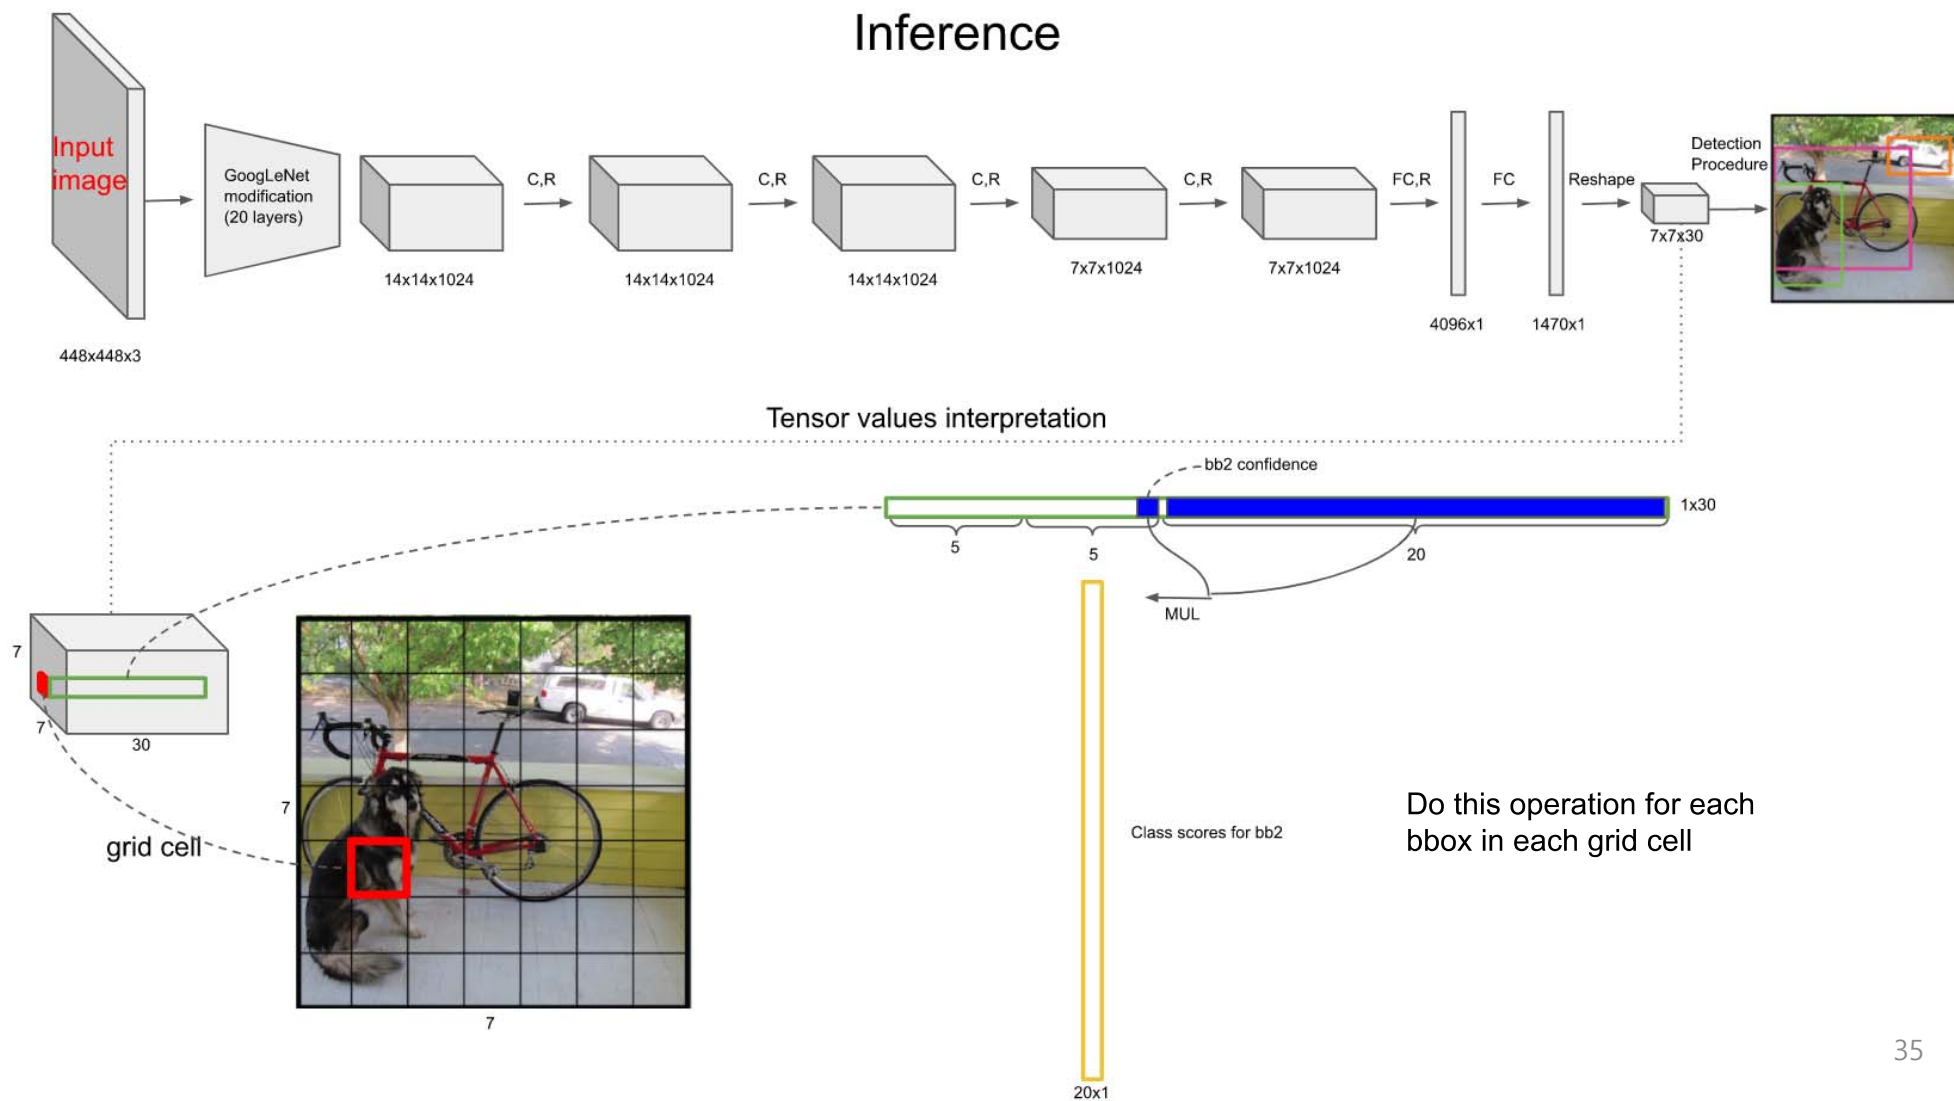 Inference
Input
image
448x448x3
GoogLeNet
modification
(20 layers)
14x14x1024
C,R
14x14x1024
C,R
14x14x1024
C,R
7x7x1024
C,R
7x7x1024
FC,R
4096x1
FC
1470x1
Reshape
7x7x30
Detection
Procedure
Tensor values interpretation
bb2 confidence
1x30
5
5
20
MUL
7
7
30
grid cell
7
7
Class scores for bb2
20x1
Do this operation for each
bbox in each grid cell
35